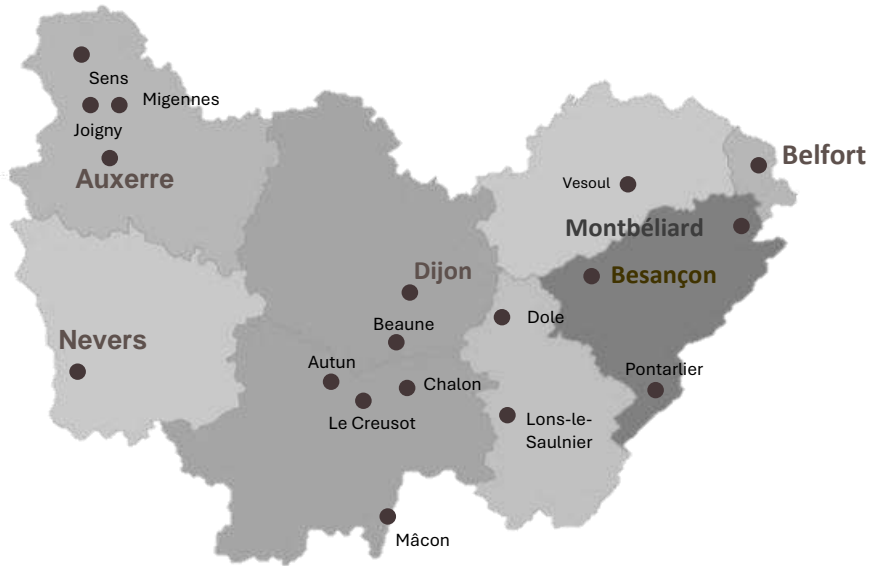 Sens
Migennes
Joigny
Auxerre
Belfort
Vesoul
Montbéliard
Besançon
Dijon
Dole
Beaune
Nevers
Autun
Chalon
Pontarlier
Le Creusot
Lons-le-
Saulnier
Mâcon